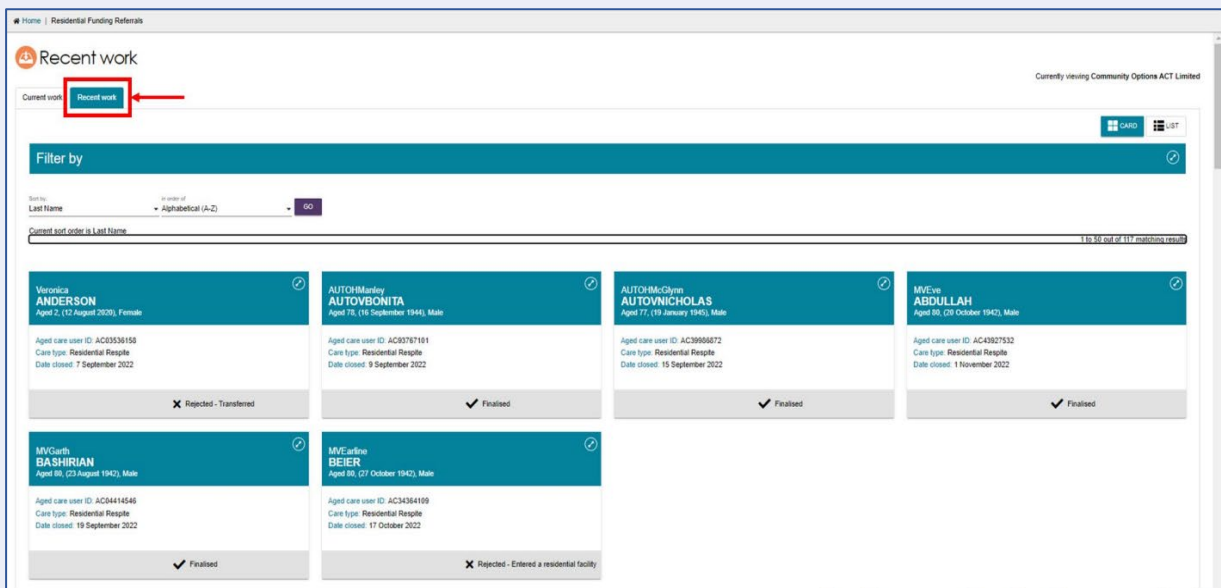 Home | Residential Funding Referrals
Recent work
Currently viewing Community Options ACT Limited
Current work Recent work
CARD LIST
Filter by
Sort by in order of
Last Name Alphabetical (A-Z) GO
Current sort order is Last Name
1 to 50 out of 117 matching results
Veronica
ANDERSON
Aged 2, (12 August 2020), Female
Aged care user ID: AC03536158
Care type: Residential Respite
Date closed: 7 September 2022
Rejected - Transferred
AUTOHManley
AUTOVBONITA
Aged 78, (16 September 1944), Male
Aged care user ID: AC93767101
Care type: Residential Respite
Date closed: 9 September 2022
Finalised
AUTOHMcGlynn
AUTOVNICHOLAS
Aged 77, (19 January 1945), Male
Aged care user ID: AC39986872
Care type: Residential Respite
Date closed: 15 September 2022
Finalised
MVEve
ABDULLAH
Aged 80, (20 October 1942), Male
Aged care user ID: AC43927532
Care type: Residential Respite
Date closed: 1 November 2022
Finalised
MVGarth
BASHIRIAN
Aged 80, (23 August 1942), Male
Aged care user ID: AC04414546
Care type: Residential Respite
Date closed: 19 September 2022
Finalised
MVEarline
BEIER
Aged 80, (27 October 1942), Male
Aged care user ID: AC34364109
Care type: Residential Respite
Date closed: 17 October 2022
Rejected - Entered a residential facility